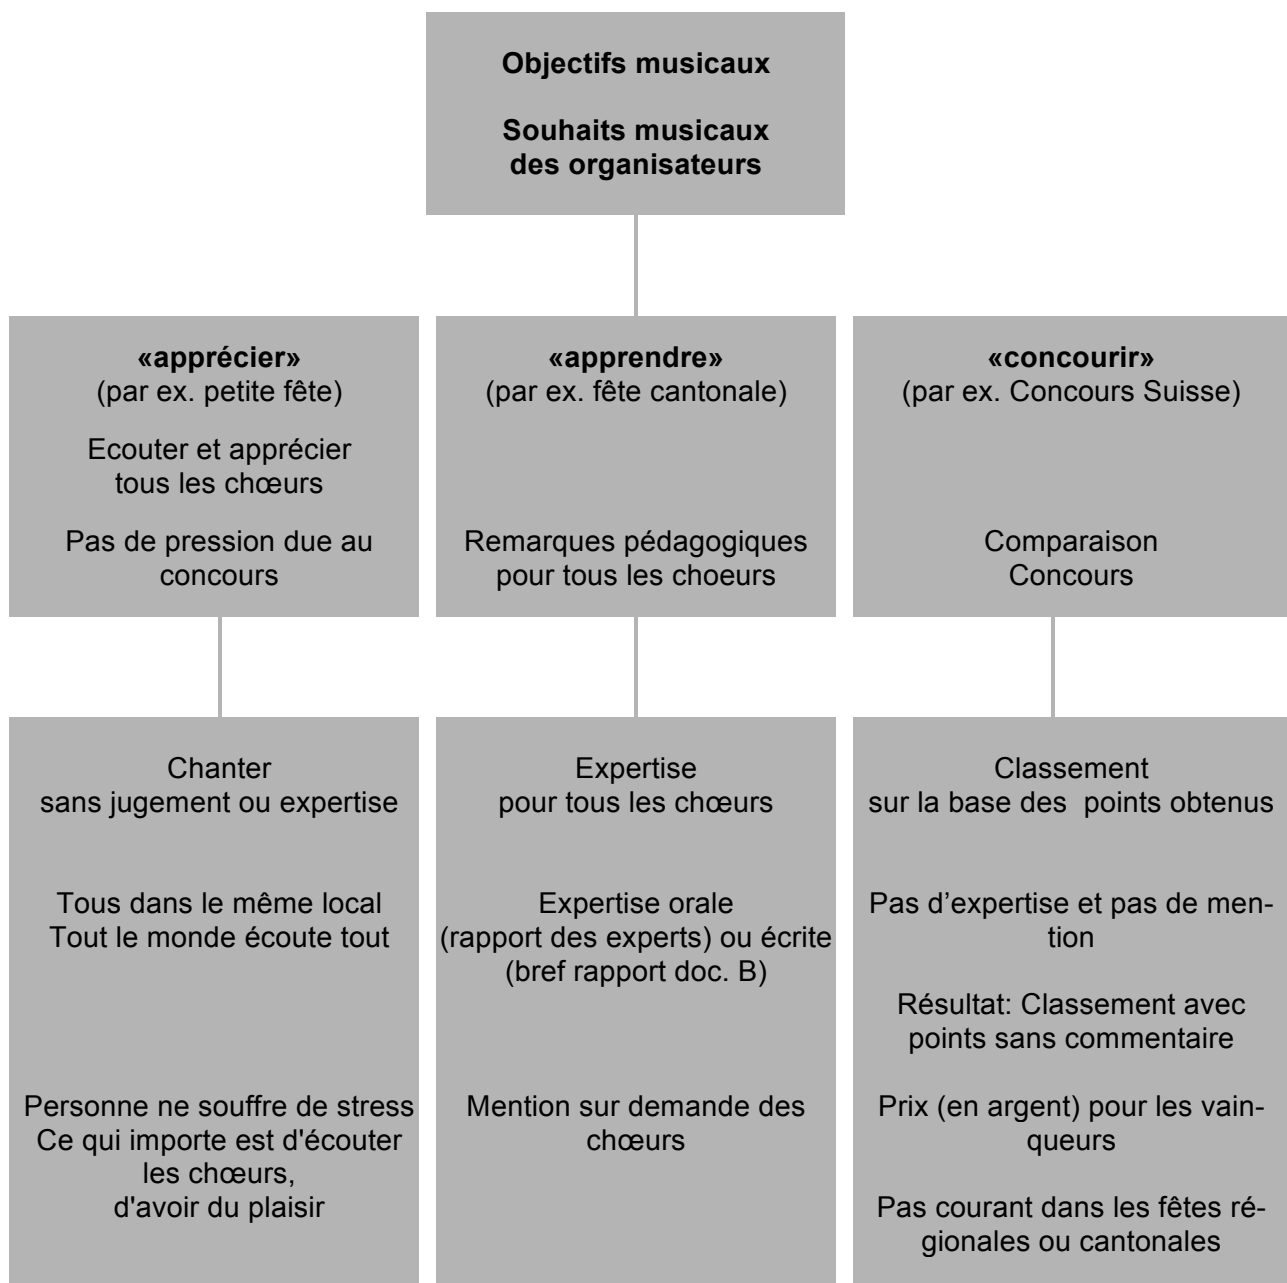 Objectifs musicaux
Souhaits musicaux
des organisateurs
«apprécier»
(par ex. petite fête)
Ecouter et apprécier
tous les chœurs
Pas de pression due au
concours
«apprendre»
(par ex. fête cantonale)
Remarques pédagogiques
pour tous les choeurs
«concourir»
(par ex. Concours Suisse)
Comparaison
Concours
Chanter
sans jugement ou expertise
Tous dans le même local
Tout le monde écoute tout
Personne ne souffre de stress
Ce qui importe est d'écouter
les chœurs,
d'avoir du plaisir
Expertise
pour tous les chœurs
Expertise orale
(rapport des experts) ou écrite
(bref rapport doc. B)
Mention sur demande des
chœurs
Classement
sur la base des  points obtenus
Pas d’expertise et pas de men-
tion
Résultat: Classement avec
points sans commentaire
Prix (en argent) pour les vain-
queurs
Pas courant dans les fêtes ré-
gionales ou cantonales